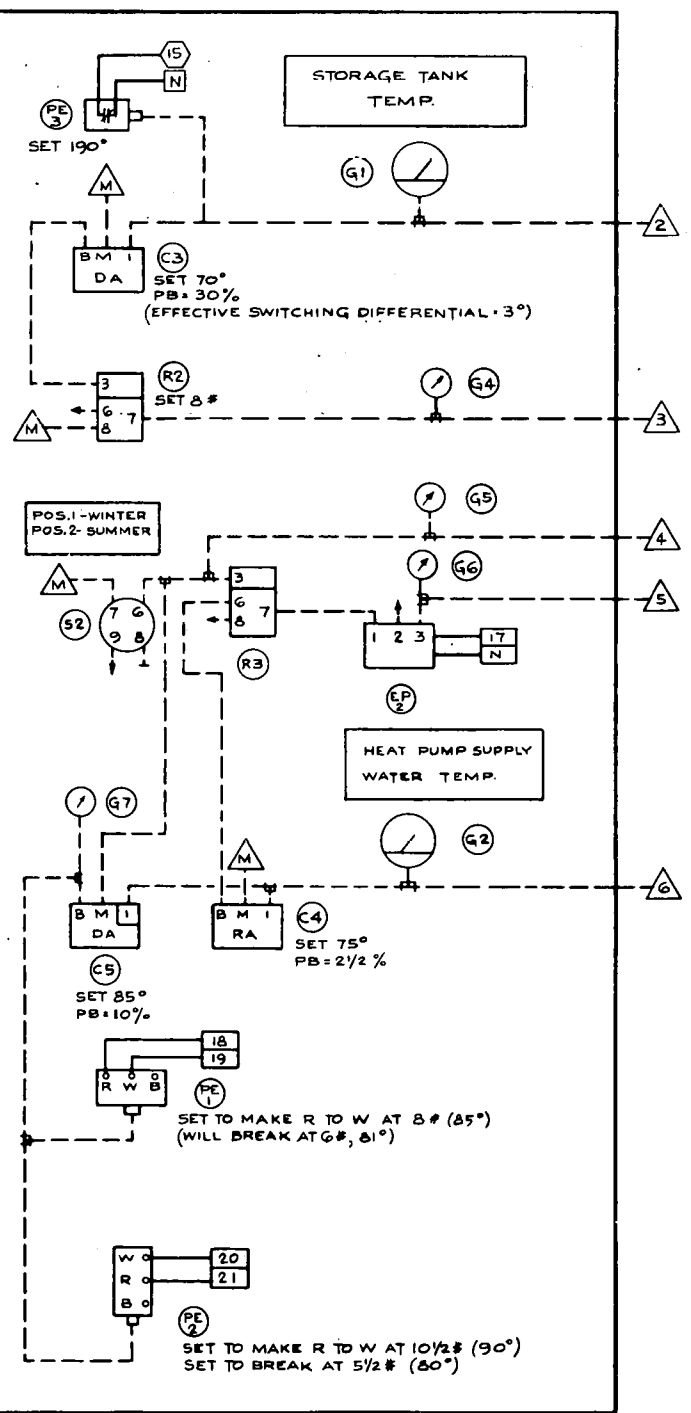 15
N
PE
3
SET 190°
STORAGE TANK
TEMP.
G1
M
2
B M 1
DA
C3
SET 70°
PB=30%
(EFFECTIVE SWITCHING DIFFERENTIAL = 3°)
R2
SET 8#
3
6
7
8
M
G4
3
POS.1-WINTER
POS.2-SUMMER
G5
4
M
G6
7 6
9 8
S2
3
6
7
8
R3
5
1 2 3
17
N
EP
2
HEAT PUMP SUPPLY
WATER TEMP.
G7
G2
M
6
B M 1
DA
B M 1
RA
C4
SET 75°
PB=2 1/2 %
C5
SET 85°
PB=10%
18
19
R W B
PE
1
SET TO MAKE R TO W AT 8# (85°)
(WILL BREAK AT 6#, 81°)
W
R
B
20
21
PE
2
SET TO MAKE R TO W AT 10 1/2# (90°)
SET TO BREAK AT 5 1/2# (80°)